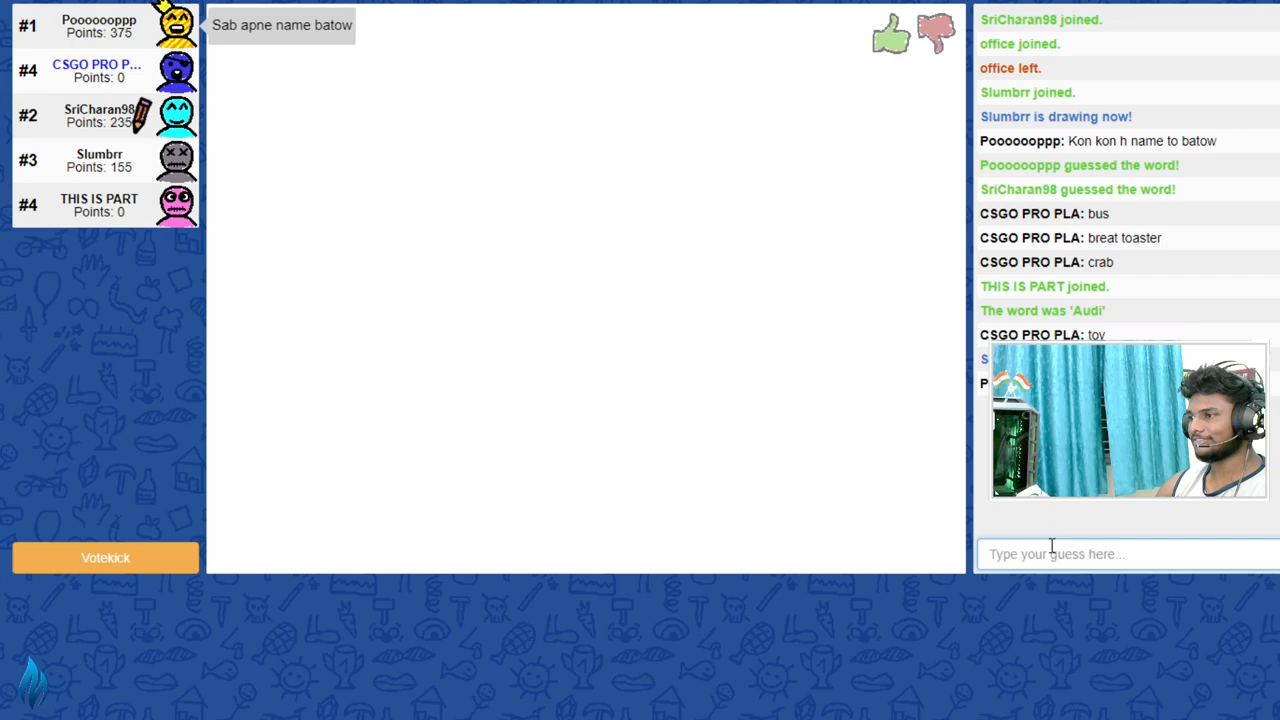 #1
Pooooooppp
Points: 375
Sab apne name batow
#4
CSGO PRO P...
Points: 0
#2
SriCharan98
Points: 235
#3
Slumbrr
Points: 155
#4
THIS IS PART
Points: 0
Votekick
SriCharan98 joined.
office joined.
office left.
Slumbrr joined.
Slumbrr is drawing now!
Pooooooppp: Kon kon h name to batow
Pooooooppp guessed the word!
SriCharan98 guessed the word!
CSGO PRO PLA: bus
CSGO PRO PLA: breat toaster
CSGO PRO PLA: crab
THIS IS PART joined.
The word was 'Audi'
CSGO PRO PLA: toy
S
P
Type your guess here...